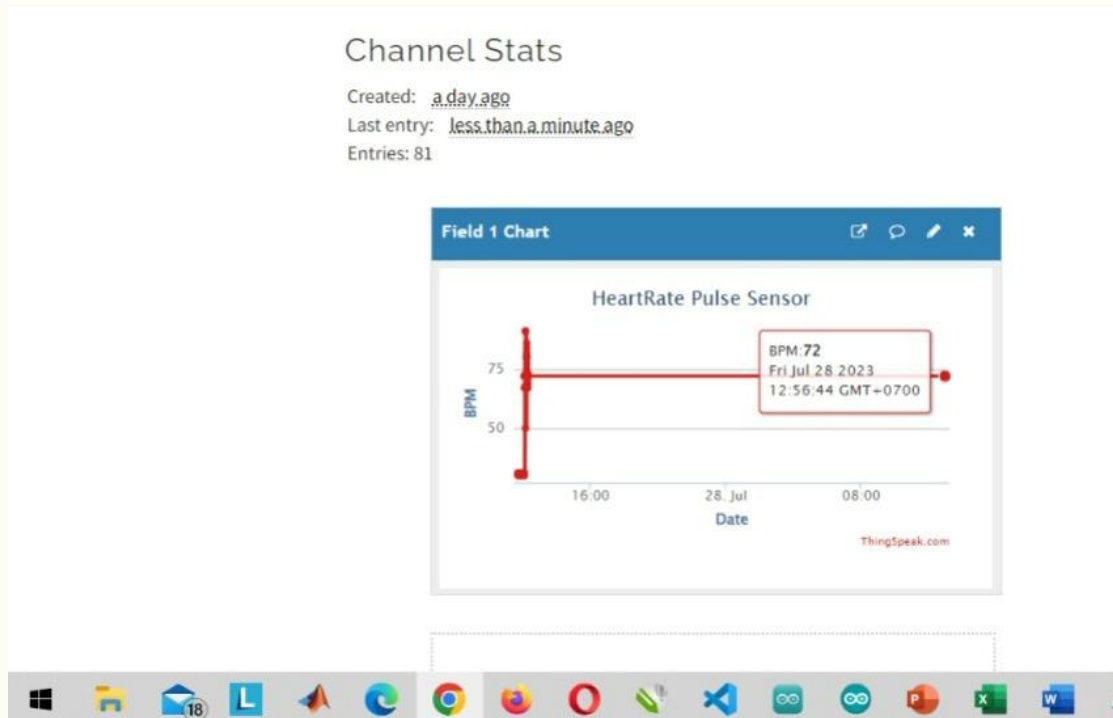 Channel Stats
Created: a day ago
Last entry: less than a minute ago
Entries: 81
Field 1 Chart
HeartRate Pulse Sensor
BPM:72
Fri Jul 28 2023
12:56:44 GMT+0700
75
50
BPM
16:00 28. Jul 08:00
Date
ThingSpeak.com
18
L
P
X
W